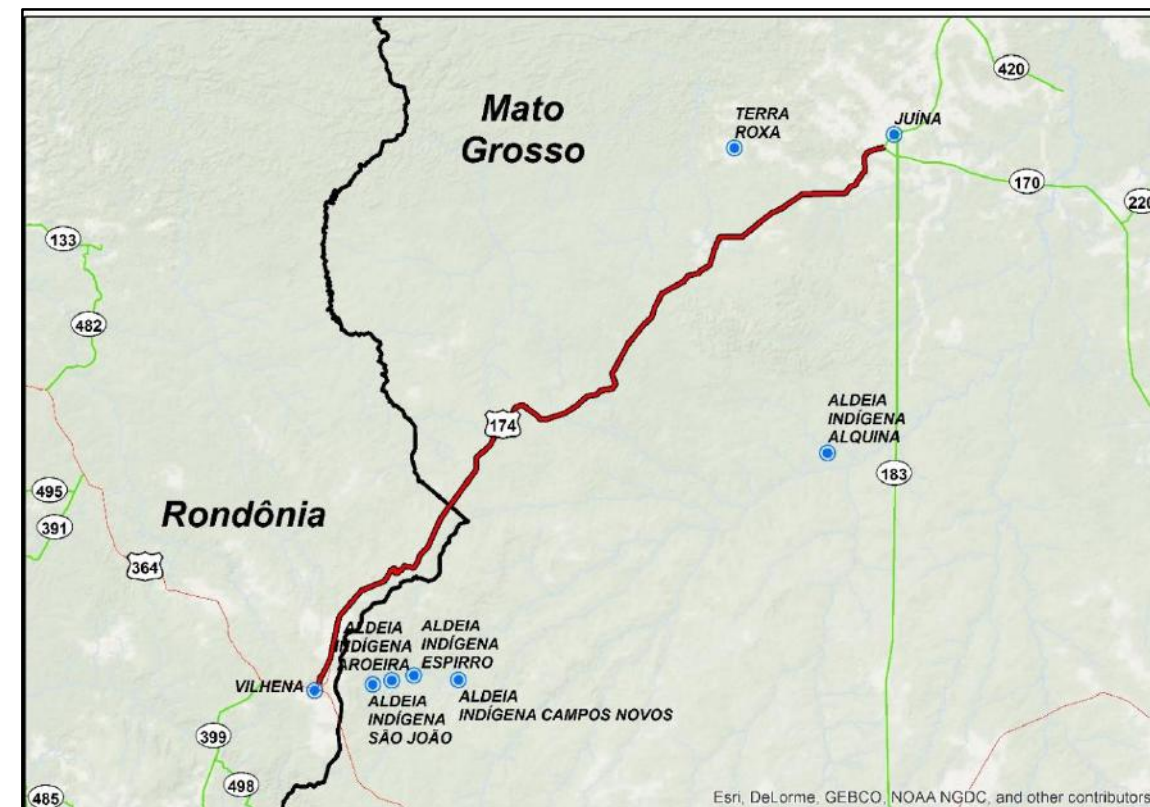 420
Mato
Grosso
TERRA
ROXA
JUÍNA
170
220
133
482
ALDEIA
INDÍGENA
ALQUINA
174
183
495
391
Rondônia
364
ALDEIA
INDÍGENA
AROEIRA
ALDEIA
INDÍGENA
ESPIRRO
VILHENA
ALDEIA
INDÍGENA
SÃO JOÃO
ALDEIA
INDÍGENA CAMPOS NOVOS
399
498
485
Esri, DeLorme, GEBCO, NOAA NGDC, and other contributors